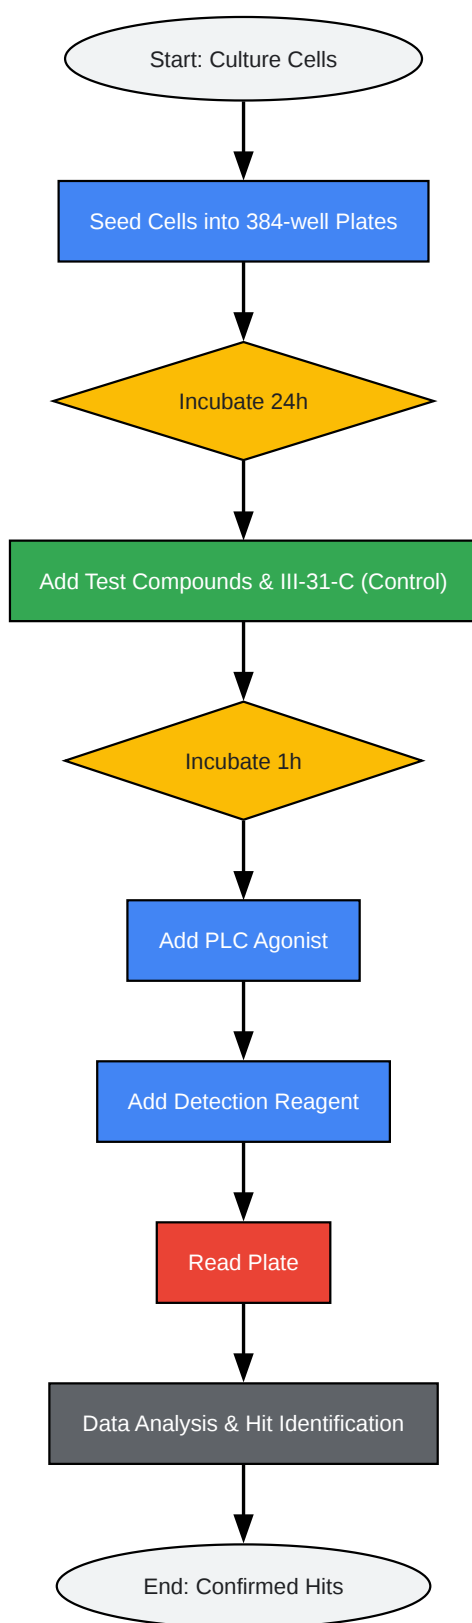 Start: Culture Cells
Seed Cells into 384-well Plates
Incubate 24h
Add Test Compounds & III-31-C (Control)
Incubate 1h
Add PLC Agonist
Add Detection Reagent
Read Plate
Data Analysis & Hit Identification
End: Confirmed Hits